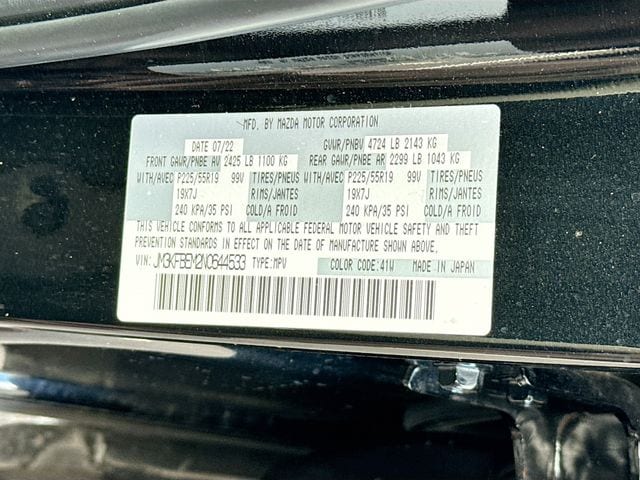 MFD. BY MAZDA MOTOR CORPORATION
DATE 07/22 GVWR/PNBV 4724 LB 2143 KG
FRONT GAWR/PNBE AV 2425 LB 1100 KG REAR GAWR/PNBE AR 2299 LB 1043 KG
WITH/AVEC P225/55R19 99V TIRES/PNEUS WITH/AVEC P225/55R19 99V TIRES/PNEUS
19X7J RIMS/JANTES 19X7J RIMS/JANTES
240 KPA/35 PSI COLD/A FROID 240 KPA/35 PSI COLD/A FROID
THIS VEHICLE CONFORMS TO ALL APPLICABLE FEDERAL MOTOR VEHICLE SAFETY AND THEFT
PREVENTION STANDARDS IN EFFECT ON THE DATE OF MANUFACTURE SHOWN ABOVE.
VIN: JM3KFBEM2N0644533 TYPE:MPV COLOR CODE:41W MADE IN JAPAN